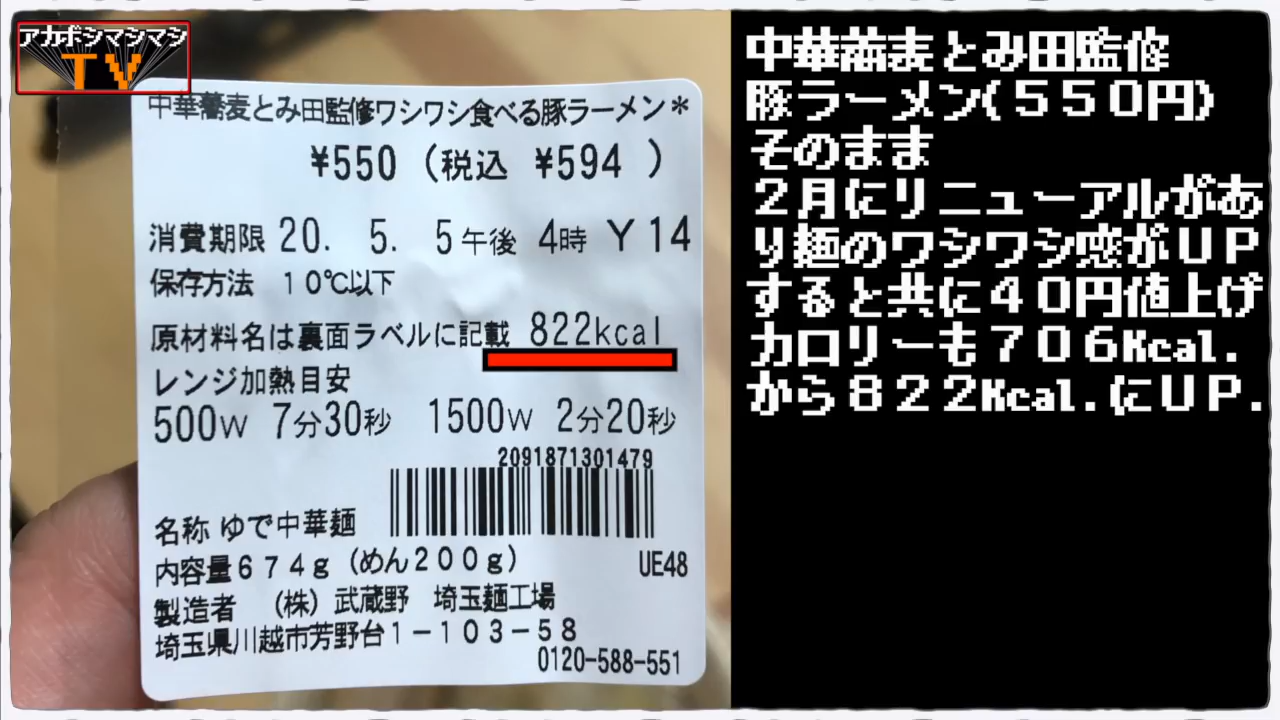 アカボシマシマシ
TV
中華蕎麦とみ田監修ワシワシ食べる豚ラーメン＊
¥550（税込 ¥594 ）
消費期限 20. 5. 5午後 4時 Y 14
保存方法 １０℃以下
原材料名は裏面ラベルに記載 822kcal
レンジ加熱目安
500W 7分30秒 1500W 2分20秒
2091871301479
名称 ゆで中華麺
内容量６７４ｇ（めん２００ｇ）
UE48
製造者 （株）武蔵野 埼玉麺工場
埼玉県川越市芳野台１－１０３－５８
0120-588-551
中華蕎麦とみ田監修
豚ラーメン(５５０円)
そのまま
２月にリニューアルがあ
り麺のワシワシ感がＵＰ
すると共に４０円値上げ
カロリーも７０６Kcal.
から８２２Kcal.にＵＰ.